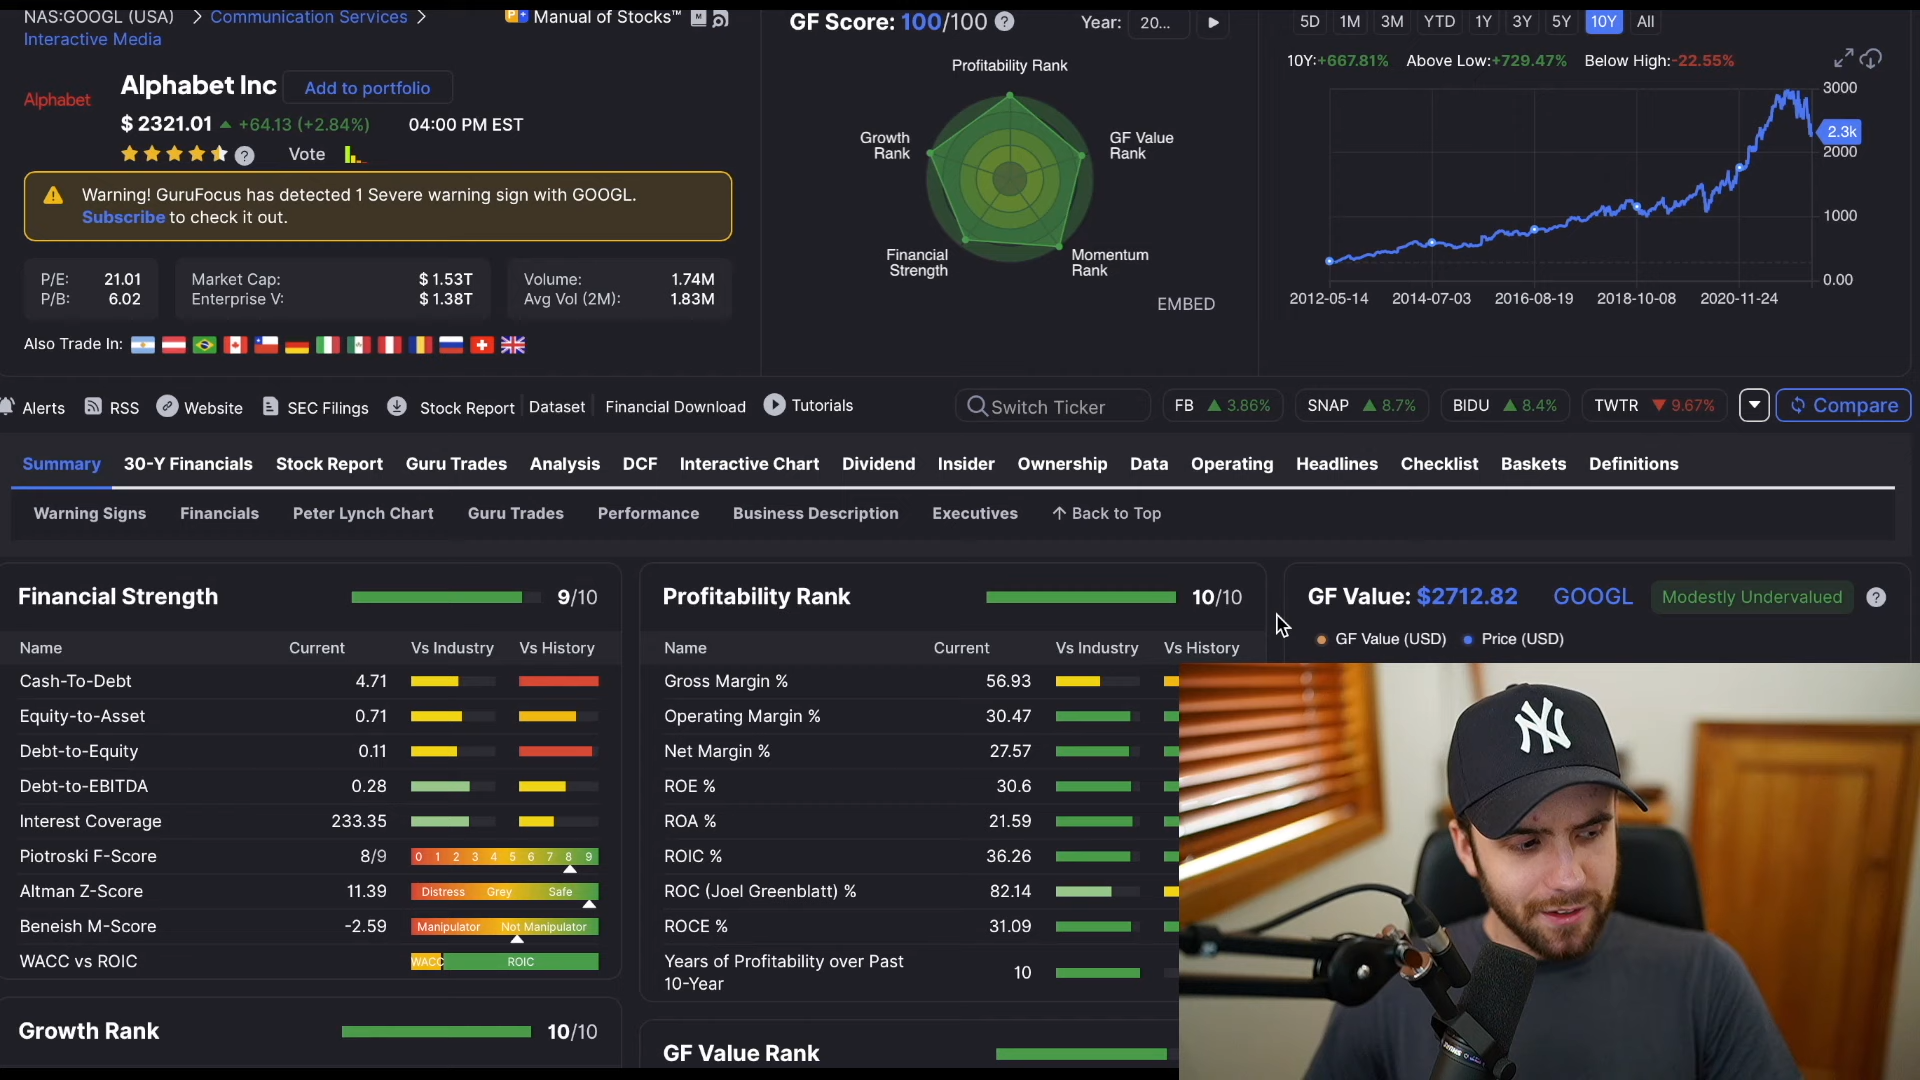 NAS:GOOGL (USA) > Communication Services >
Interactive Media
Manual of Stocks™
Alphabet
Alphabet Inc
Add to portfolio
$ 2321.01 +64.13 (+2.84%) 04:00 PM EST
Vote
Warning! GuruFocus has detected 1 Severe warning sign with GOOGL.
Subscribe to check it out.
P/E: 21.01
P/B: 6.02
Market Cap: $ 1.53T
Enterprise V: $ 1.38T
Volume: 1.74M
Avg Vol (2M): 1.83M
Also Trade In:
GF Score: 100/100
Year: 20...
Profitability Rank
Growth Rank
GF Value Rank
Financial Strength
Momentum Rank
EMBED
5D 1M 3M YTD 1Y 3Y 5Y 10Y All
10Y:+667.81% Above Low:+729.47% Below High:-22.55%
3000
2.3k
2000
1000
0.00
2012-05-14 2014-07-03 2016-08-19 2018-10-08 2020-11-24
Alerts RSS Website SEC Filings Stock Report Dataset Financial Download Tutorials
Switch Ticker
FB 3.86% SNAP 8.7% BIDU 8.4% TWTR 9.67% Compare
Summary 30-Y Financials Stock Report Guru Trades Analysis DCF Interactive Chart Dividend Insider Ownership Data Operating Headlines Checklist Baskets Definitions
Warning Signs Financials Peter Lynch Chart Guru Trades Performance Business Description Executives ↑ Back to Top
Financial Strength 9/10
Name Current Vs Industry Vs History
Cash-To-Debt 4.71
Equity-to-Asset 0.71
Debt-to-Equity 0.11
Debt-to-EBITDA 0.28
Interest Coverage 233.35
Piotroski F-Score 8/9 0 1 2 3 4 5 6 7 8 9
Altman Z-Score 11.39 Distress Grey Safe
Beneish M-Score -2.59 Manipulator Not Manipulator
WACC vs ROIC WACC ROIC
Growth Rank 10/10
Profitability Rank 10/10
Name Current Vs Industry Vs History
Gross Margin % 56.93
Operating Margin % 30.47
Net Margin % 27.57
ROE % 30.6
ROA % 21.59
ROIC % 36.26
ROC (Joel Greenblatt) % 82.14
ROCE % 31.09
Years of Profitability over Past 10
10-Year
GF Value Rank
GF Value: $2712.82 GOOGL Modestly Undervalued
GF Value (USD) Price (USD)
NY